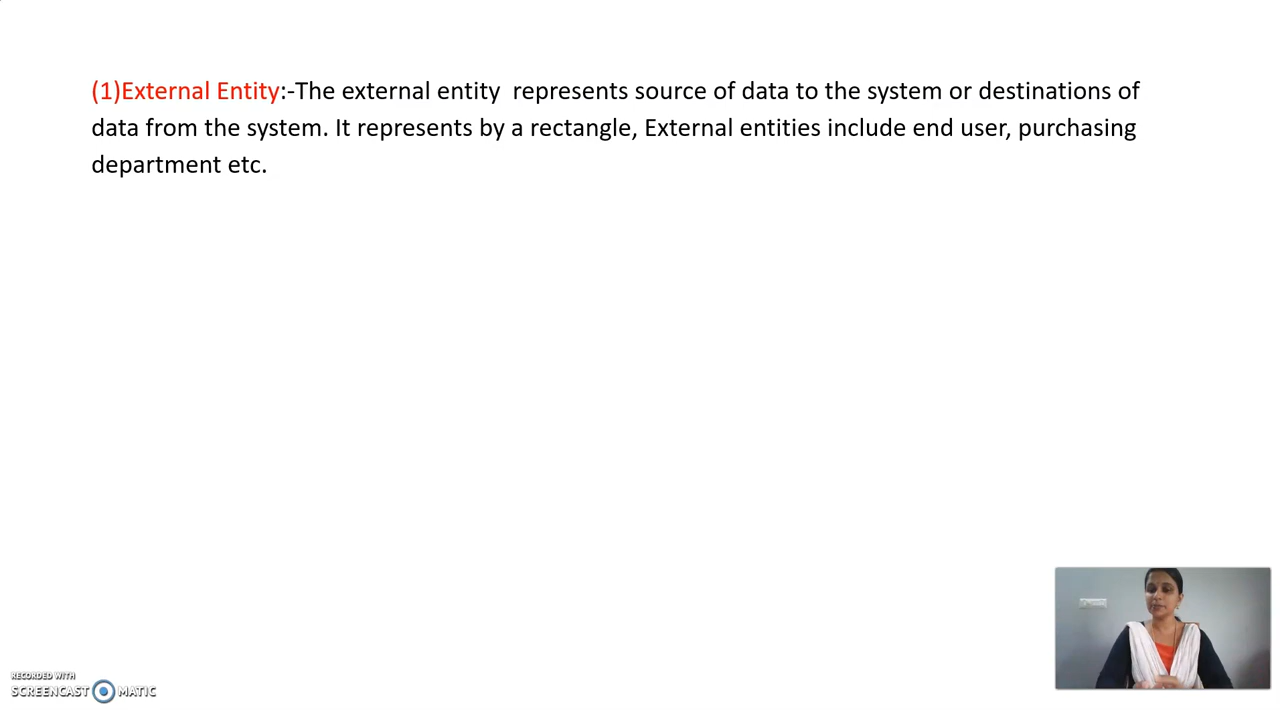 (1)External Entity:-The external entity  represents source of data to the system or destinations of
data from the system. It represents by a rectangle, External entities include end user, purchasing
department etc.
RECORDED WITH
SCREENCAST MATIC